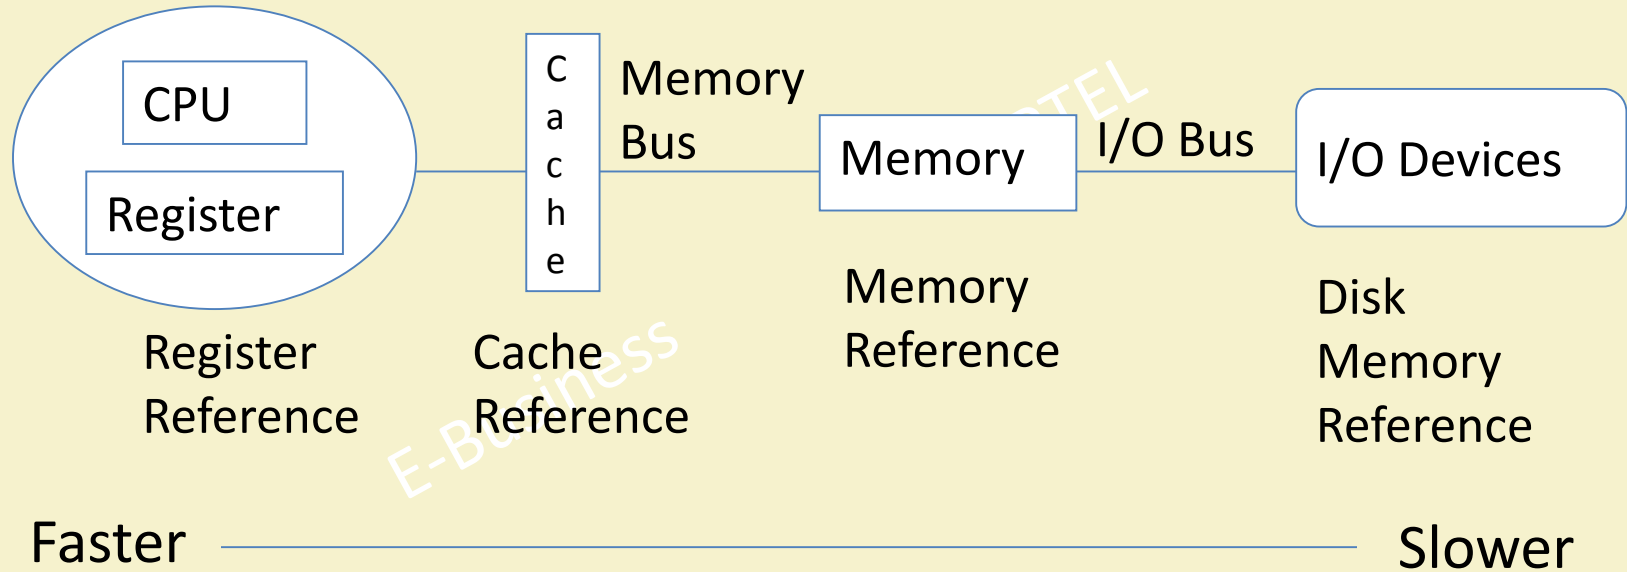 CPU
Register
C
a
c
h
e
Memory
Bus
Memory
I/O Bus
I/O Devices
Register
Reference
Cache
Reference
Memory
Reference
Disk
Memory
Reference
E-Business
Faster
Slower